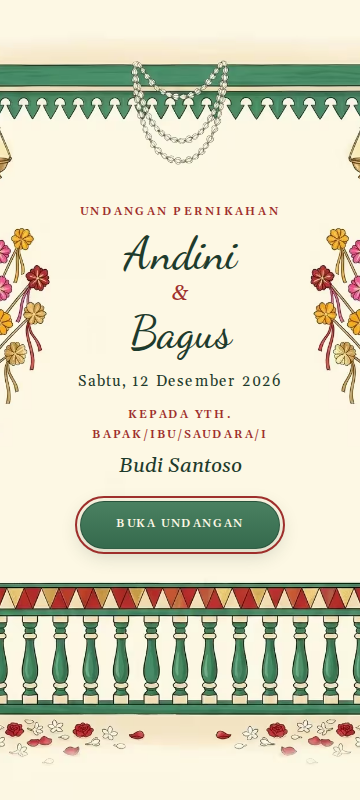 UNDANGAN PERNIKAHAN
Andini
&
Bagus
Sabtu, 12 Desember 2026
KEPADA YTH.
BAPAK/IBU/SAUDARA/I
Budi Santoso
BUKA UNDANGAN